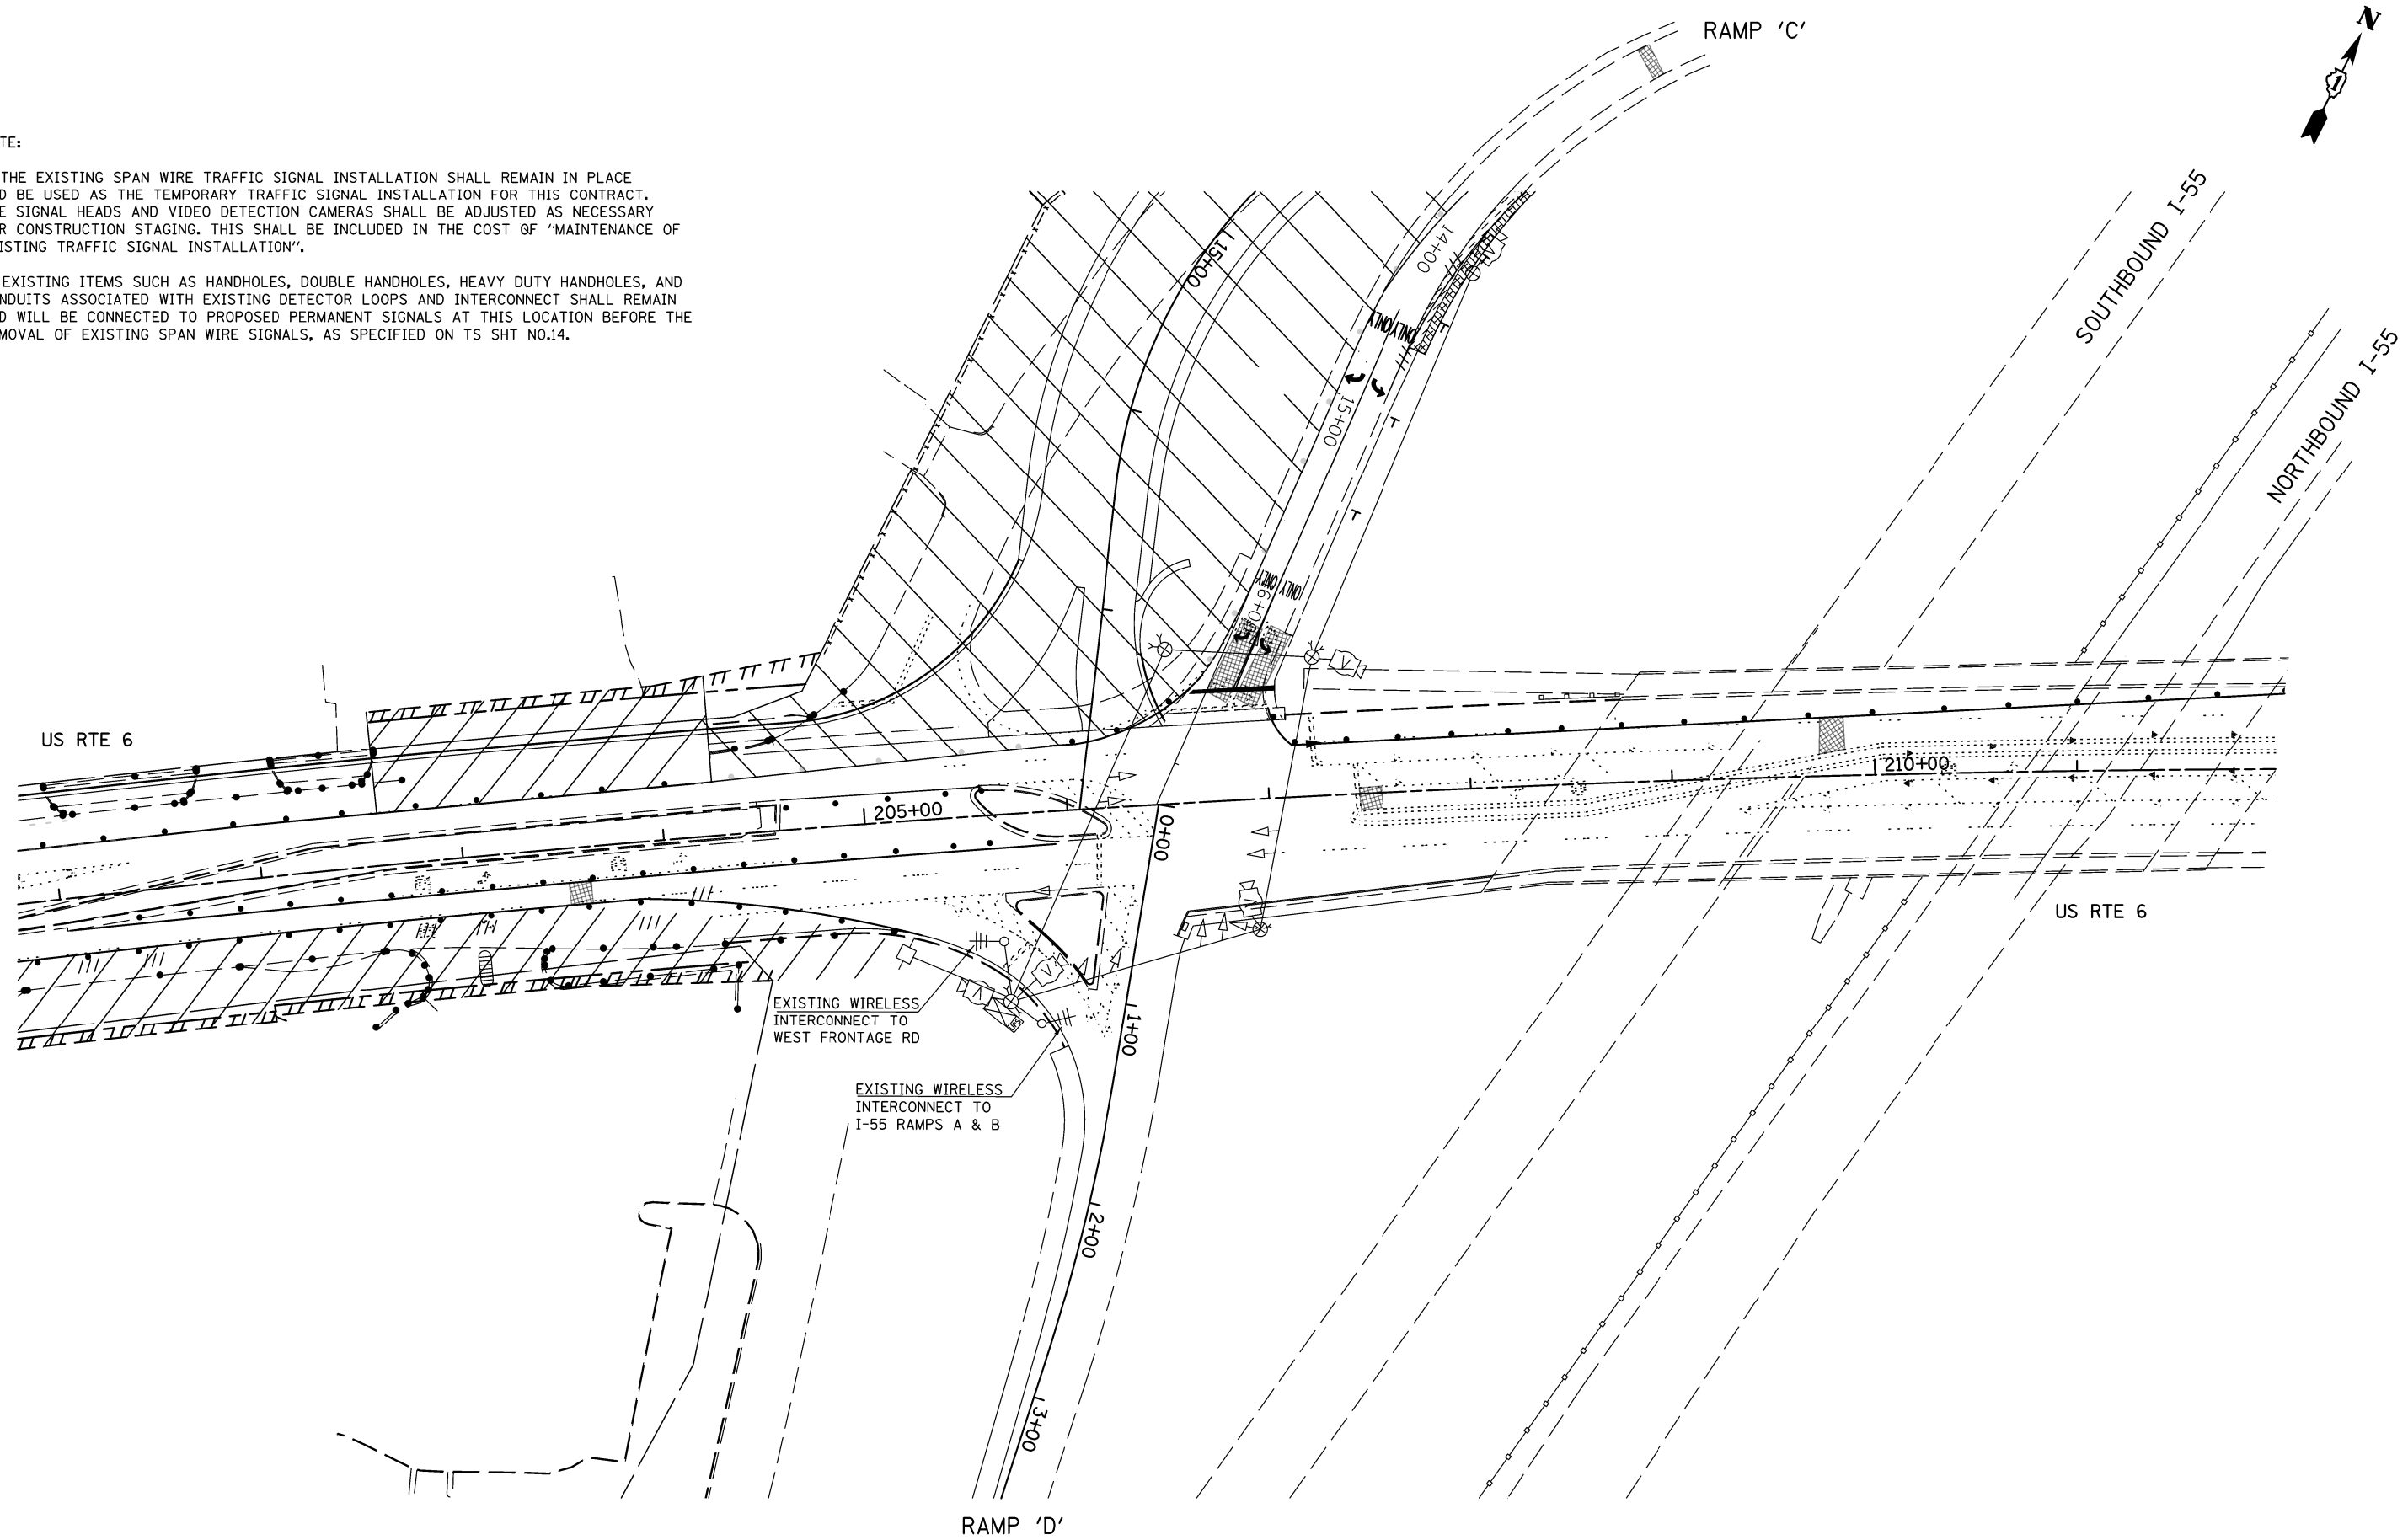 RAMP 'C'
N
1
TE:
THE EXISTING SPAN WIRE TRAFFIC SIGNAL INSTALLATION SHALL REMAIN IN PLACE
D BE USED AS THE TEMPORARY TRAFFIC SIGNAL INSTALLATION FOR THIS CONTRACT.
E SIGNAL HEADS AND VIDEO DETECTION CAMERAS SHALL BE ADJUSTED AS NECESSARY
R CONSTRUCTION STAGING. THIS SHALL BE INCLUDED IN THE COST OF "MAINTENANCE OF
ISTING TRAFFIC SIGNAL INSTALLATION".
EXISTING ITEMS SUCH AS HANDHOLES, DOUBLE HANDHOLES, HEAVY DUTY HANDHOLES, AND
NDUITS ASSOCIATED WITH EXISTING DETECTOR LOOPS AND INTERCONNECT SHALL REMAIN
D WILL BE CONNECTED TO PROPOSED PERMANENT SIGNALS AT THIS LOCATION BEFORE THE
MOVAL OF EXISTING SPAN WIRE SIGNALS, AS SPECIFIED ON TS SHT NO.14.
SOUTHBOUND I-55
NORTHBOUND I-55
15+00
14+00
V
ONLY
ONLY
T
15+00
T
T
ONLY
ONLY
16+00
V
US RTE 6
205+00
210+00
0+00
V
US RTE 6
V
V
UPS
EXISTING WIRELESS
INTERCONNECT TO
WEST FRONTAGE RD
1+00
EXISTING WIRELESS
INTERCONNECT TO
I-55 RAMPS A & B
2+00
3+00
RAMP 'D'